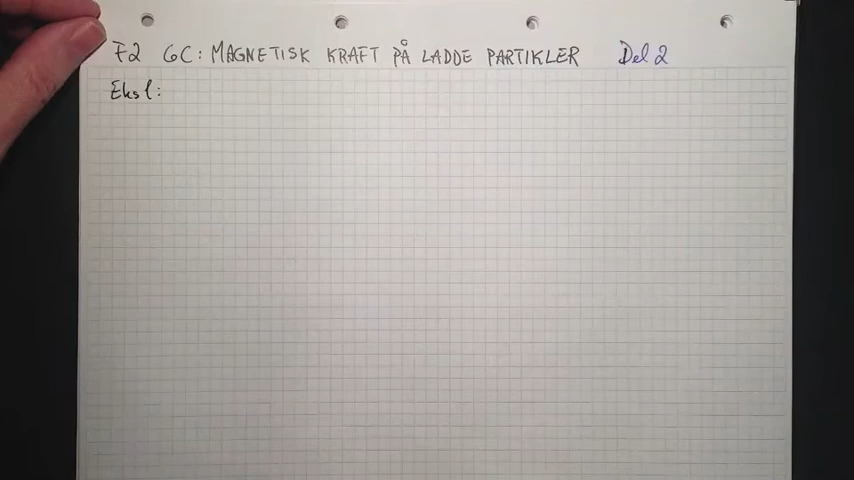 F2 6C: MAGNETISK KRAFT PÅ LADDE PARTIKLER Del 2
Eks 1: